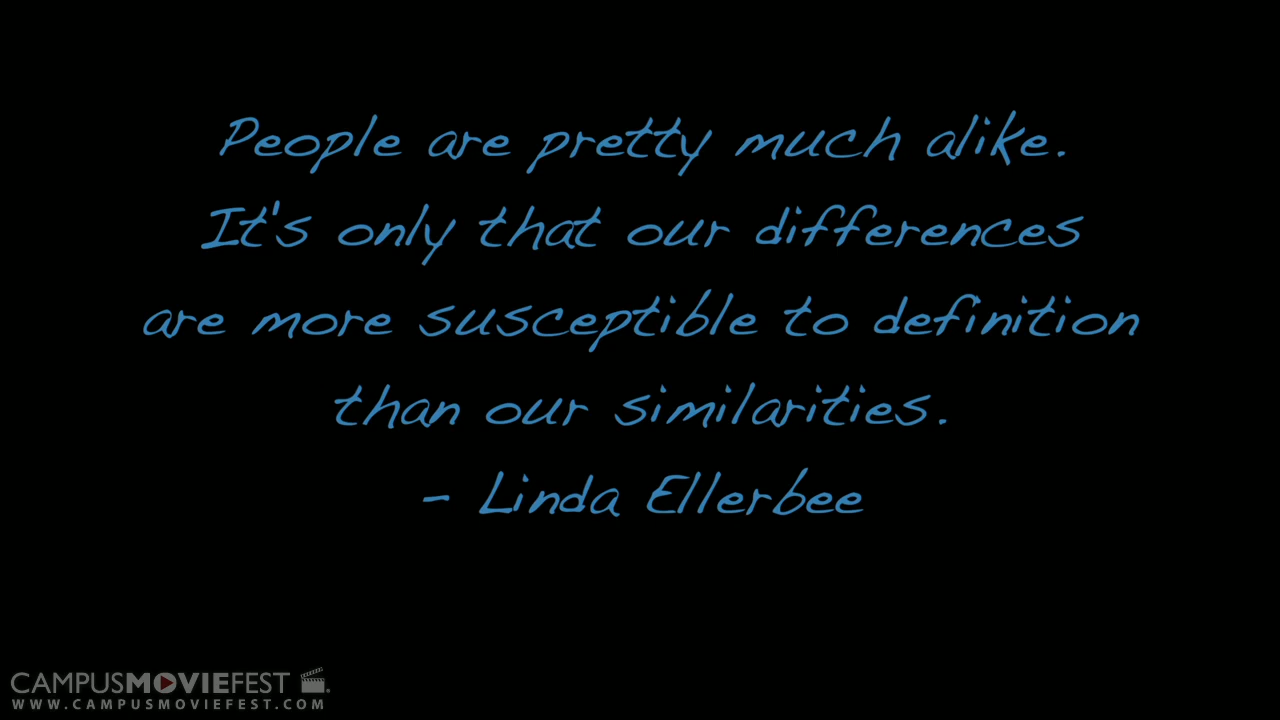 People are pretty much alike.
It's only that our differences
are more susceptible to definition
than our similarities.
- Linda Ellerbee
CAMPUSMOVIEFEST
WWW.CAMPUSMOVIEFEST.COM